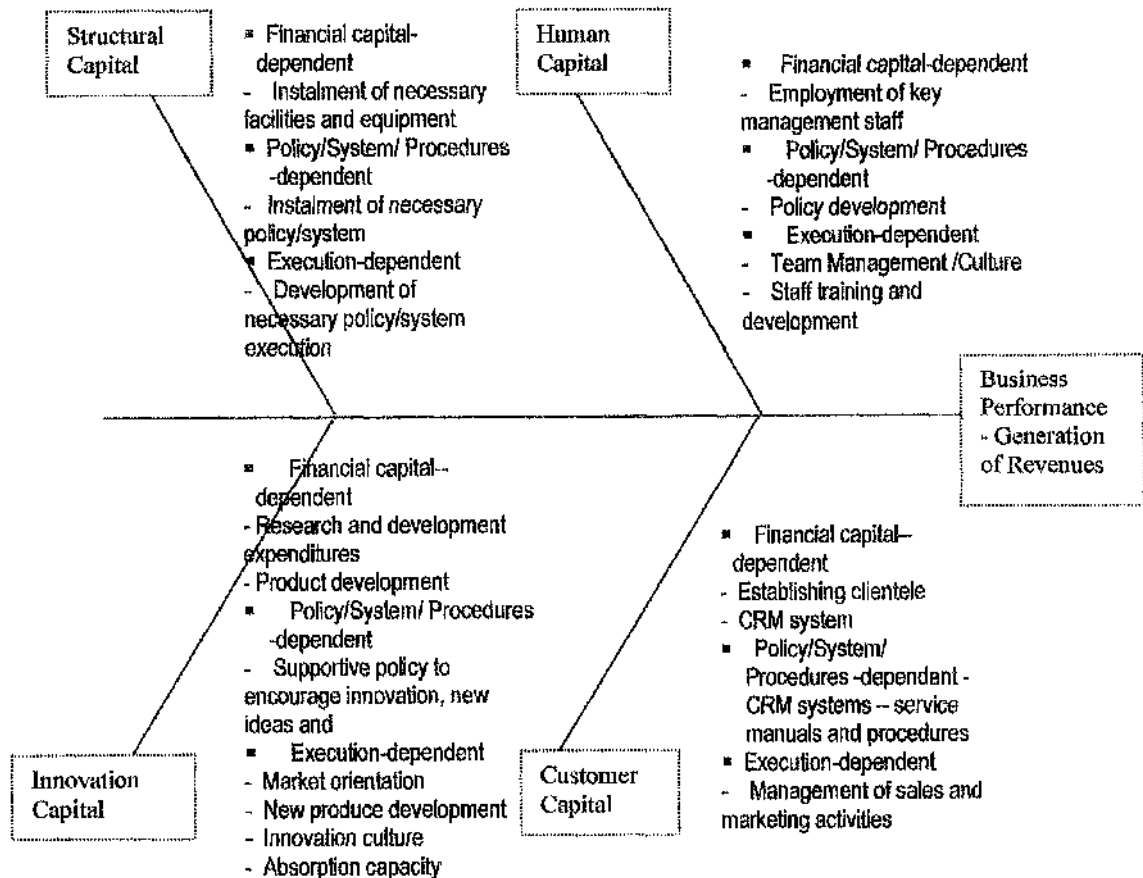 Structural
Capital
▪ Financial capital-
dependent
- Instalment of necessary
facilities and equipment
▪ Policy/System/ Procedures
-dependent
- Instalment of necessary
policy/system
▪ Execution-dependent
- Development of
necessary policy/system
execution
Human
Capital
▪ Financial capital-dependent
- Employment of key
management staff
▪ Policy/System/ Procedures
-dependent
- Policy development
▪ Execution-dependent
- Team Management /Culture
- Staff training and
development
Business
Performance
- Generation
of Revenues
Innovation
Capital
▪ Financial capital--
dependent
- Research and development
expenditures
- Product development
▪ Policy/System/ Procedures
-dependent
- Supportive policy to
encourage innovation, new
ideas and
▪ Execution-dependent
- Market orientation
- New produce development
- Innovation culture
- Absorption capacity
Customer
Capital
▪ Financial capital--
dependent
- Establishing clientele
- CRM system
▪ Policy/System/
Procedures -dependant -
CRM systems – service
manuals and procedures
▪ Execution-dependent
- Management of sales and
marketing activities